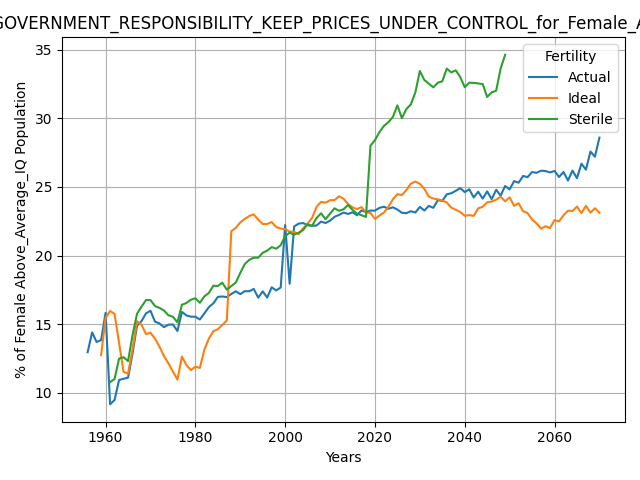 GOVERNMENT_RESPONSIBILITY_KEEP_PRICES_UNDER_CONTROL_for_Female_A
35
30
25
20
15
10
% of Female Above_Average_IQ Population
Fertility
Actual
Ideal
Sterile
1960
1980
2000
2020
2040
2060
Years